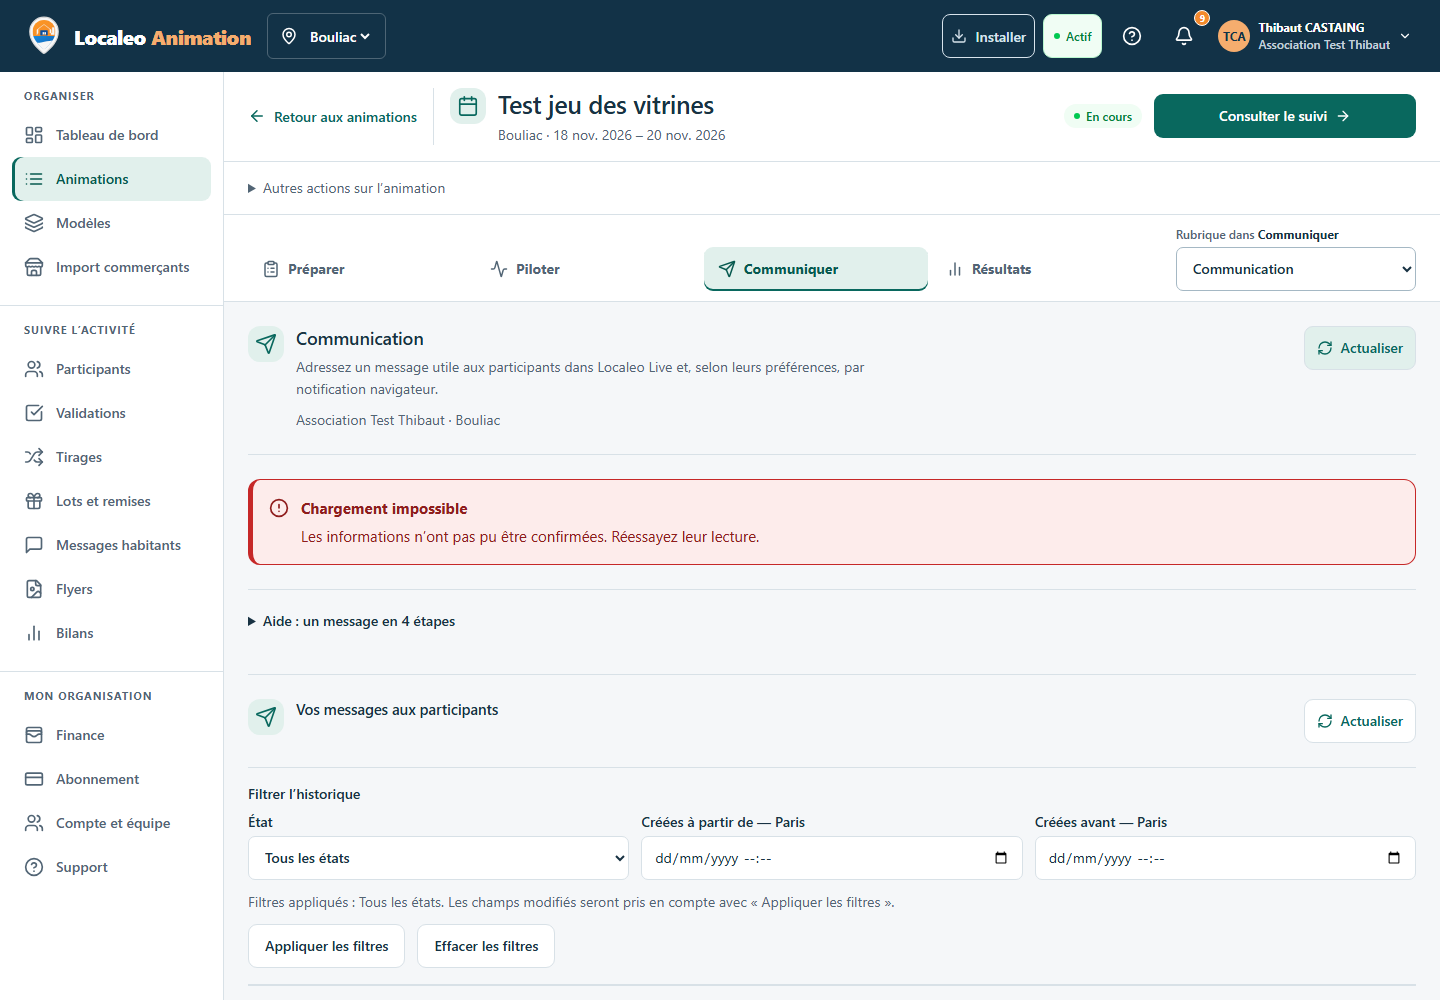 Localeo Animation
Bouliac
Installer
Actif
9
TCA
Thibaut CASTAING
Association Test Thibaut
ORGANISER
Tableau de bord
Animations
Modèles
Import commerçants
SUIVRE L’ACTIVITÉ
Participants
Validations
Tirages
Lots et remises
Messages habitants
Flyers
Bilans
MON ORGANISATION
Finance
Abonnement
Compte et équipe
Support
Retour aux animations
Test jeu des vitrines
Bouliac · 18 nov. 2026 – 20 nov. 2026
En cours
Consulter le suivi
Autres actions sur l’animation
Préparer
Piloter
Communiquer
Résultats
Rubrique dans Communiquer
Communication
Communication
Adressez un message utile aux participants dans Localeo Live et, selon leurs préférences, par
notification navigateur.
Association Test Thibaut · Bouliac
Actualiser
Chargement impossible
Les informations n’ont pas pu être confirmées. Réessayez leur lecture.
Aide : un message en 4 étapes
Vos messages aux participants
Actualiser
Filtrer l’historique
État
Tous les états
Créées à partir de — Paris
dd/mm/yyyy --:--
Créées avant — Paris
dd/mm/yyyy --:--
Filtres appliqués : Tous les états. Les champs modifiés seront pris en compte avec « Appliquer les filtres ».
Appliquer les filtres
Effacer les filtres